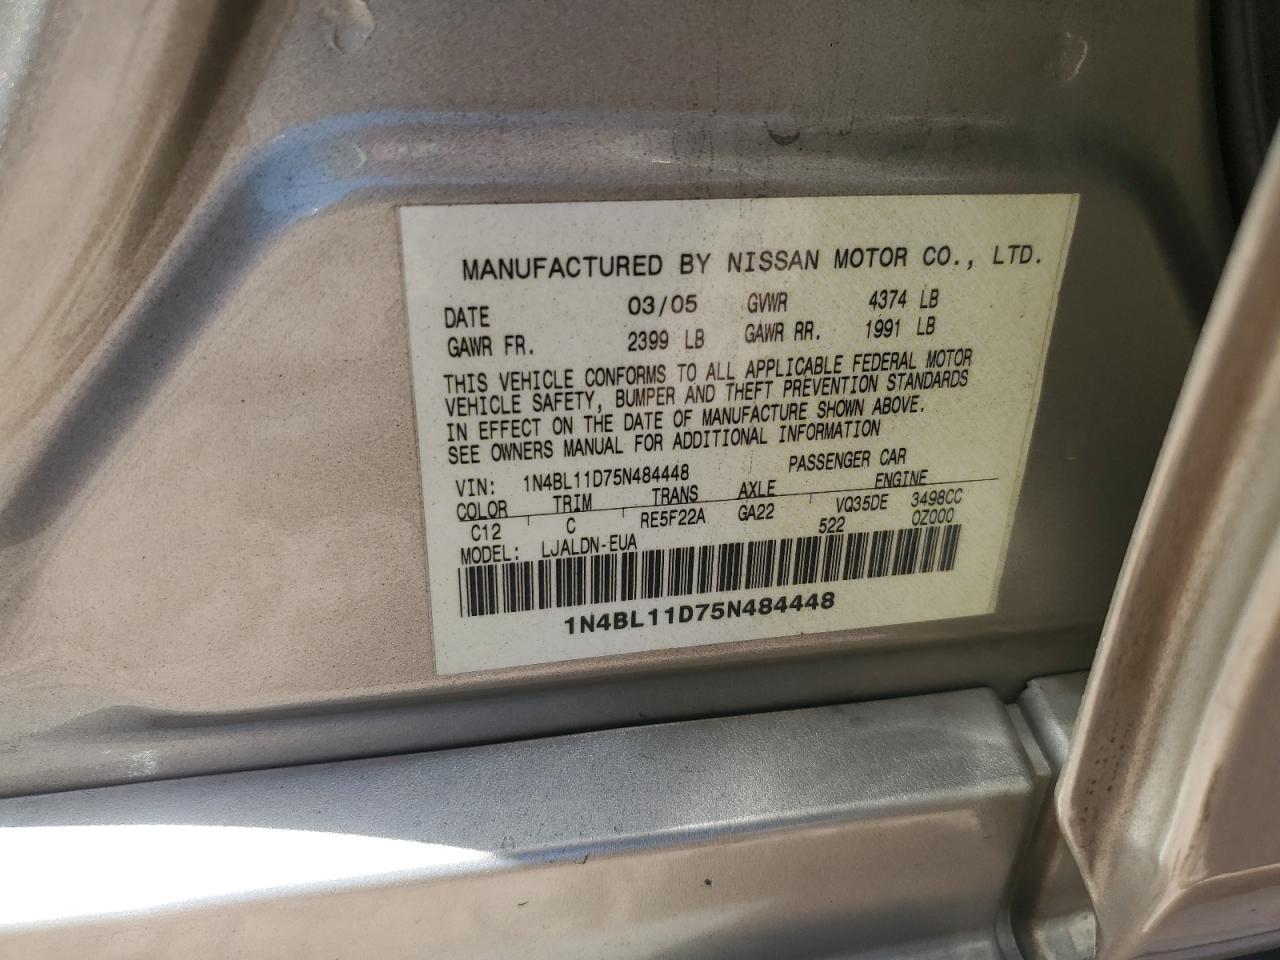 MANUFACTURED BY NISSAN MOTOR CO., LTD.
DATE 03/05 GVWR 4374 LB
GAWR FR. 2399 LB GAWR RR. 1991 LB
THIS VEHICLE CONFORMS TO ALL APPLICABLE FEDERAL MOTOR
VEHICLE SAFETY, BUMPER AND THEFT PREVENTION STANDARDS
IN EFFECT ON THE DATE OF MANUFACTURE SHOWN ABOVE.
SEE OWNERS MANUAL FOR ADDITIONAL INFORMATION
VIN: 1N4BL11D75N484448 PASSENGER CAR
COLOR TRIM TRANS AXLE ENGINE
C12 C RE5F22A GA22 VQ35DE 3498CC
MODEL: LJALDN-EUA 522 0Z000
1N4BL11D75N484448